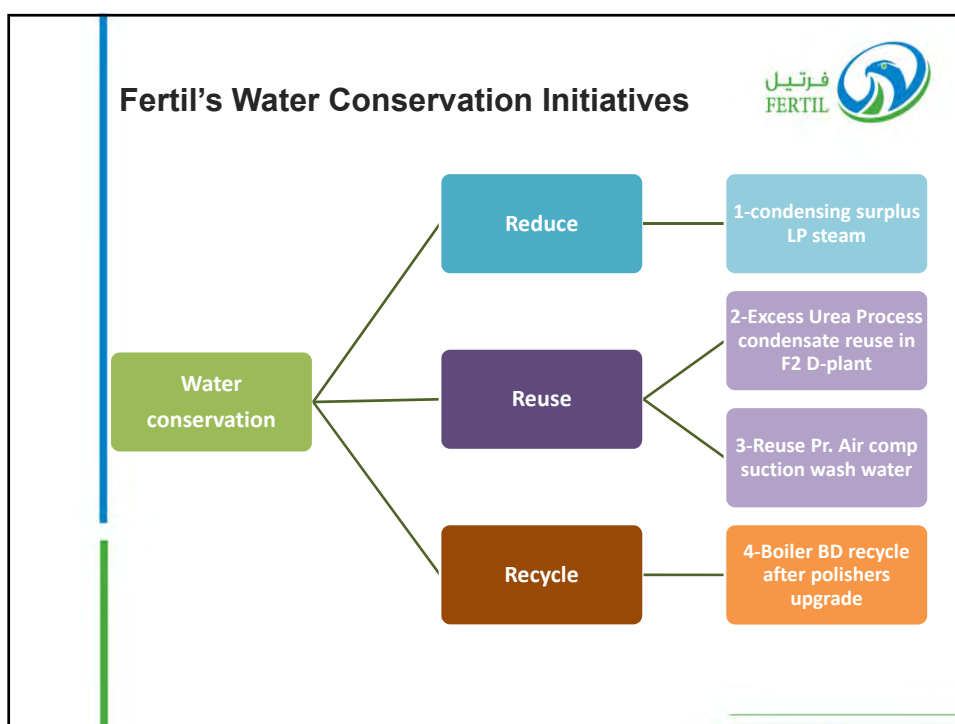 Fertil’s Water Conservation Initiatives
فرتيل
FERTIL
Water
conservation
Reduce
1-condensing surplus
LP steam
Reuse
2-Excess Urea Process
condensate reuse in
F2 D-plant
3-Reuse Pr. Air comp
suction wash water
Recycle
4-Boiler BD recycle
after polishers
upgrade